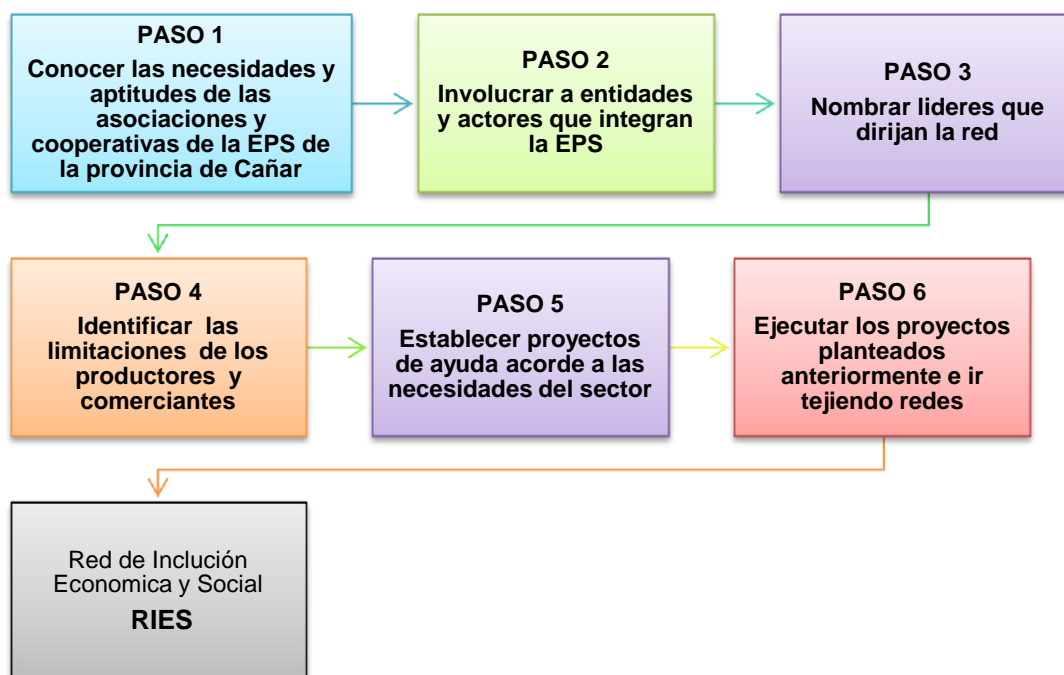 PASO 1
Conocer las necesidades y
aptitudes de las
asociaciones y
cooperativas de la EPS de
la provincia de Cañar
PASO 2
Involucrar a entidades
y actores que integran
la EPS
PASO 3
Nombrar lideres que
dirijan la red
PASO 4
Identificar las
limitaciones de los
productores y
comerciantes
PASO 5
Establecer proyectos
de ayuda acorde a las
necesidades del sector
PASO 6
Ejecutar los proyectos
planteados
anteriormente e ir
tejiendo redes
Red de Inclución
Economica y Social
RIES